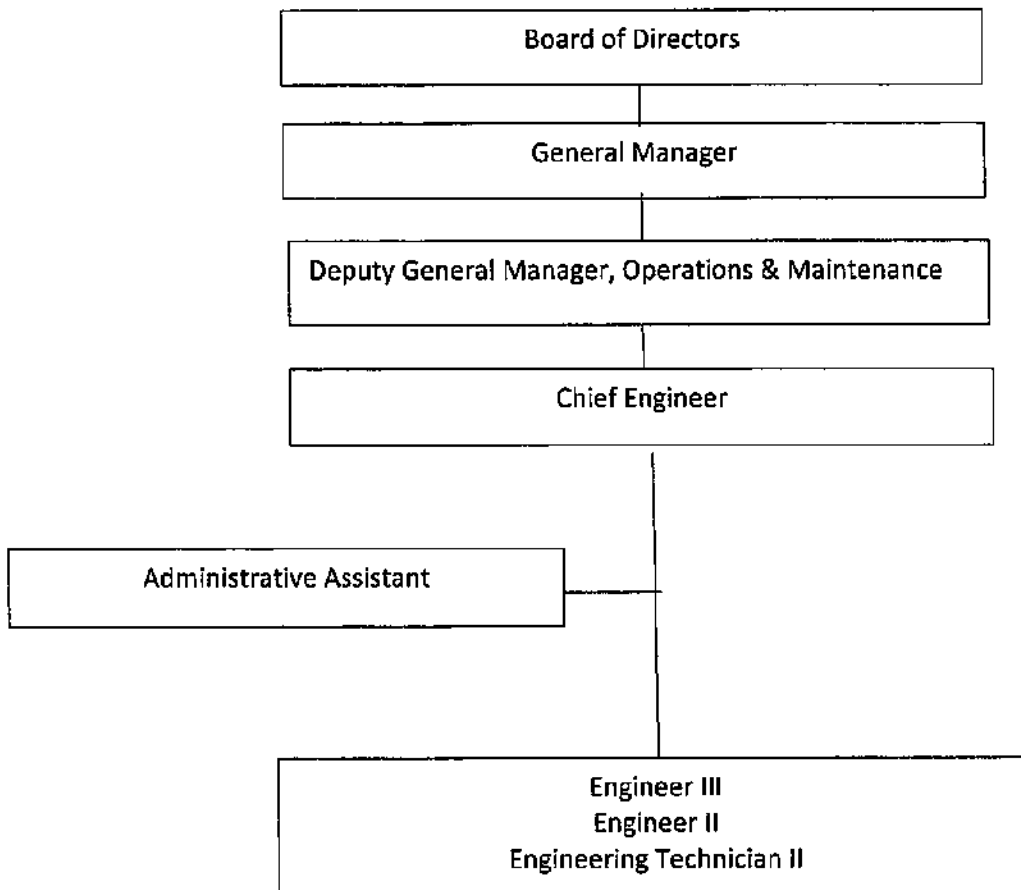 Board of Directors
General Manager
Deputy General Manager, Operations & Maintenance
Chief Engineer
Administrative Assistant
Engineer III
Engineer II
Engineering Technician II